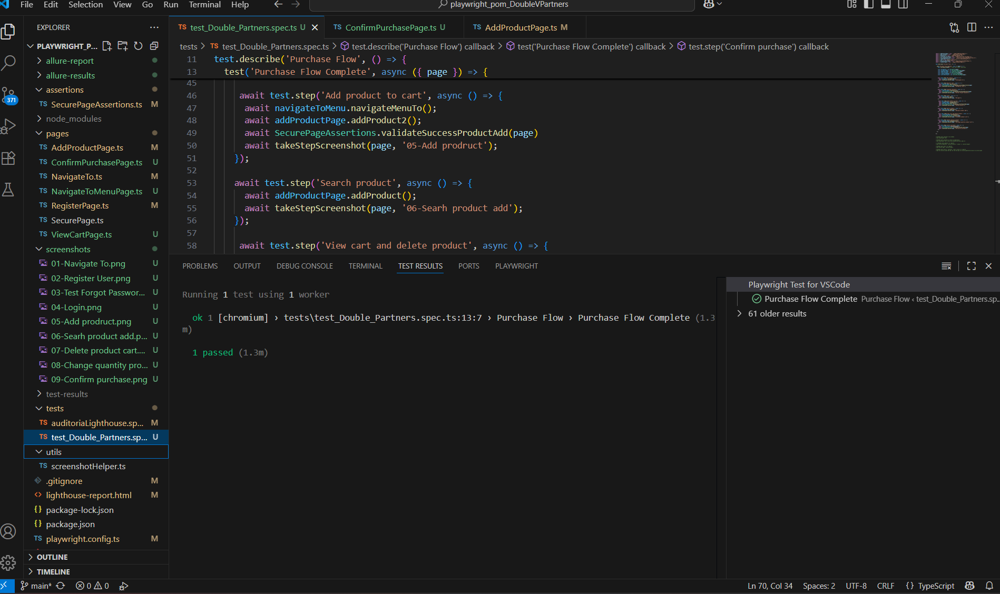 File Edit Selection View Go Run Terminal Help
playwright_pom_DoubleVPartners
EXPLORER
PLAYWRIGHT_P...
allure-report
allure-results
assertions
TS SecurePageAssertions.ts M
node_modules
pages
TS AddProductPage.ts M
TS ConfirmPurchasePage.ts U
TS NavigateTo.ts M
TS NavigateToMenuPage.ts U
TS RegisterPage.ts M
TS SecurePage.ts
TS ViewCartPage.ts U
screenshots
01-Navigate To.png U
02-Register User.png U
03-Test Forgot Passwor... U
04-Login.png U
05-Add prodruct.png U
06-Searh product add.p... U
07-Delete product cart.... U
08-Change quantity pro... U
09-Confirm purchase.png U
test-results
tests
TS auditoriaLighthouse.sp... M
TS test_Double_Partners.sp... U
utils
TS screenshotHelper.ts
.gitignore M
<> lighthouse-report.html M
{} package-lock.json
{} package.json
TS playwright.config.ts M
OUTLINE
TIMELINE
371
TS test_Double_Partners.spec.ts U
TS ConfirmPurchasePage.ts U
TS AddProductPage.ts M
tests > TS test_Double_Partners.spec.ts > test.describe('Purchase Flow') callback > test('Purchase Flow Complete') callback > test.step('Confirm purchase') callback
11 test.describe('Purchase Flow', () => {
13 test('Purchase Flow Complete', async ({ page }) => {
45
46 await test.step('Add product to cart', async () => {
47 await navigateToMenu.navigateMenuTo();
48 await addProductPage.addProduct2();
49 await SecurePageAssertions.validateSuccessProductAdd(page)
50 await takeStepScreenshot(page, '05-Add prodruct');
51 });
52
53 await test.step('Search product', async () => {
54 await addProductPage.addProduct();
55 await takeStepScreenshot(page, '06-Searh product add');
56 });
57
58 await test.step('View cart and delete product', async () => {
PROBLEMS OUTPUT DEBUG CONSOLE TERMINAL TEST RESULTS PORTS PLAYWRIGHT
Running 1 test using 1 worker
ok 1 [chromium] › tests\test_Double_Partners.spec.ts:13:7 › Purchase Flow › Purchase Flow Complete (1.3
m)
1 passed (1.3m)
Playwright Test for VSCode
Purchase Flow Complete Purchase Flow ‹ test_Double_Partners.sp...
61 older results
main* 0 0
Ln 70, Col 34 Spaces: 2 UTF-8 CRLF {} TypeScript